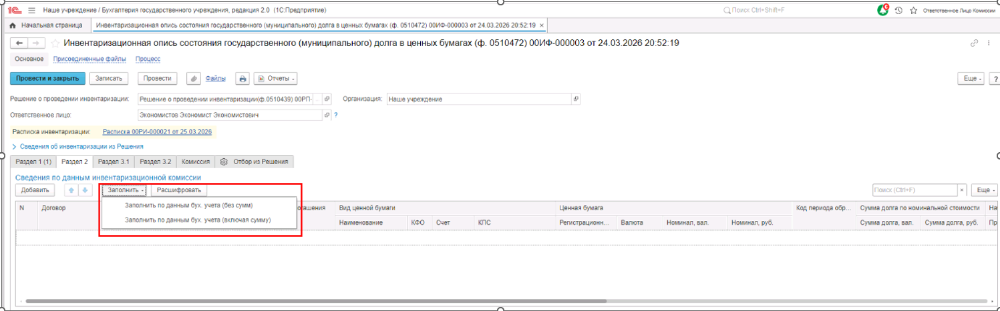 1С Наше учреждение / Бухгалтерия государственного учреждения, редакция 2.0 (1С:Предприятие) Поиск Ctrl+Shift+F 6 Ответственное Лицо Комиссии
Начальная страница Инвентаризационная опись состояния государственного (муниципального) долга в ценных бумагах (ф. 0510472) 00ИФ-000003 от 24.03.2026 20:52:19 ×
Инвентаризационная опись состояния государственного (муниципального) долга в ценных бумагах (ф. 0510472) 00ИФ-000003 от 24.03.2026 20:52:19
Основное Присоединенные файлы Процесс
Провести и закрыть Записать Провести Файлы Отчеты Еще ?
Решение о проведении инвентаризации: Решение о проведении инвентаризации(ф.0510439) 00РП- ... Организация: Наше учреждение
Ответственное лицо: Экономистов Экономист Экономистович ?
Расписка инвентаризации: Расписка 00РИ-000021 от 25.03.2026
Сведения об инвентаризации из Решения
Раздел 1 (1) Раздел 2 Раздел 3.1 Раздел 3.2 Комиссия Отбор из Решения
Сведения по данным инвентаризационной комиссии
Добавить Заполнить Расшифровать Поиск (Ctrl+F) × Еще
Заполнить по данным бух. учета (без сумм)
Заполнить по данным бух. учета (включая сумму)
N Договор огашения Вид ценной бумаги Ценная бумага Код периода обр... Сумма долга по номинальной стоимости На
Наименование КФО Счет КПС Регистрационн... Валюта Номинал, вал. Номинал, руб. Сумма долга, вал. Сумма долга, руб. Пр